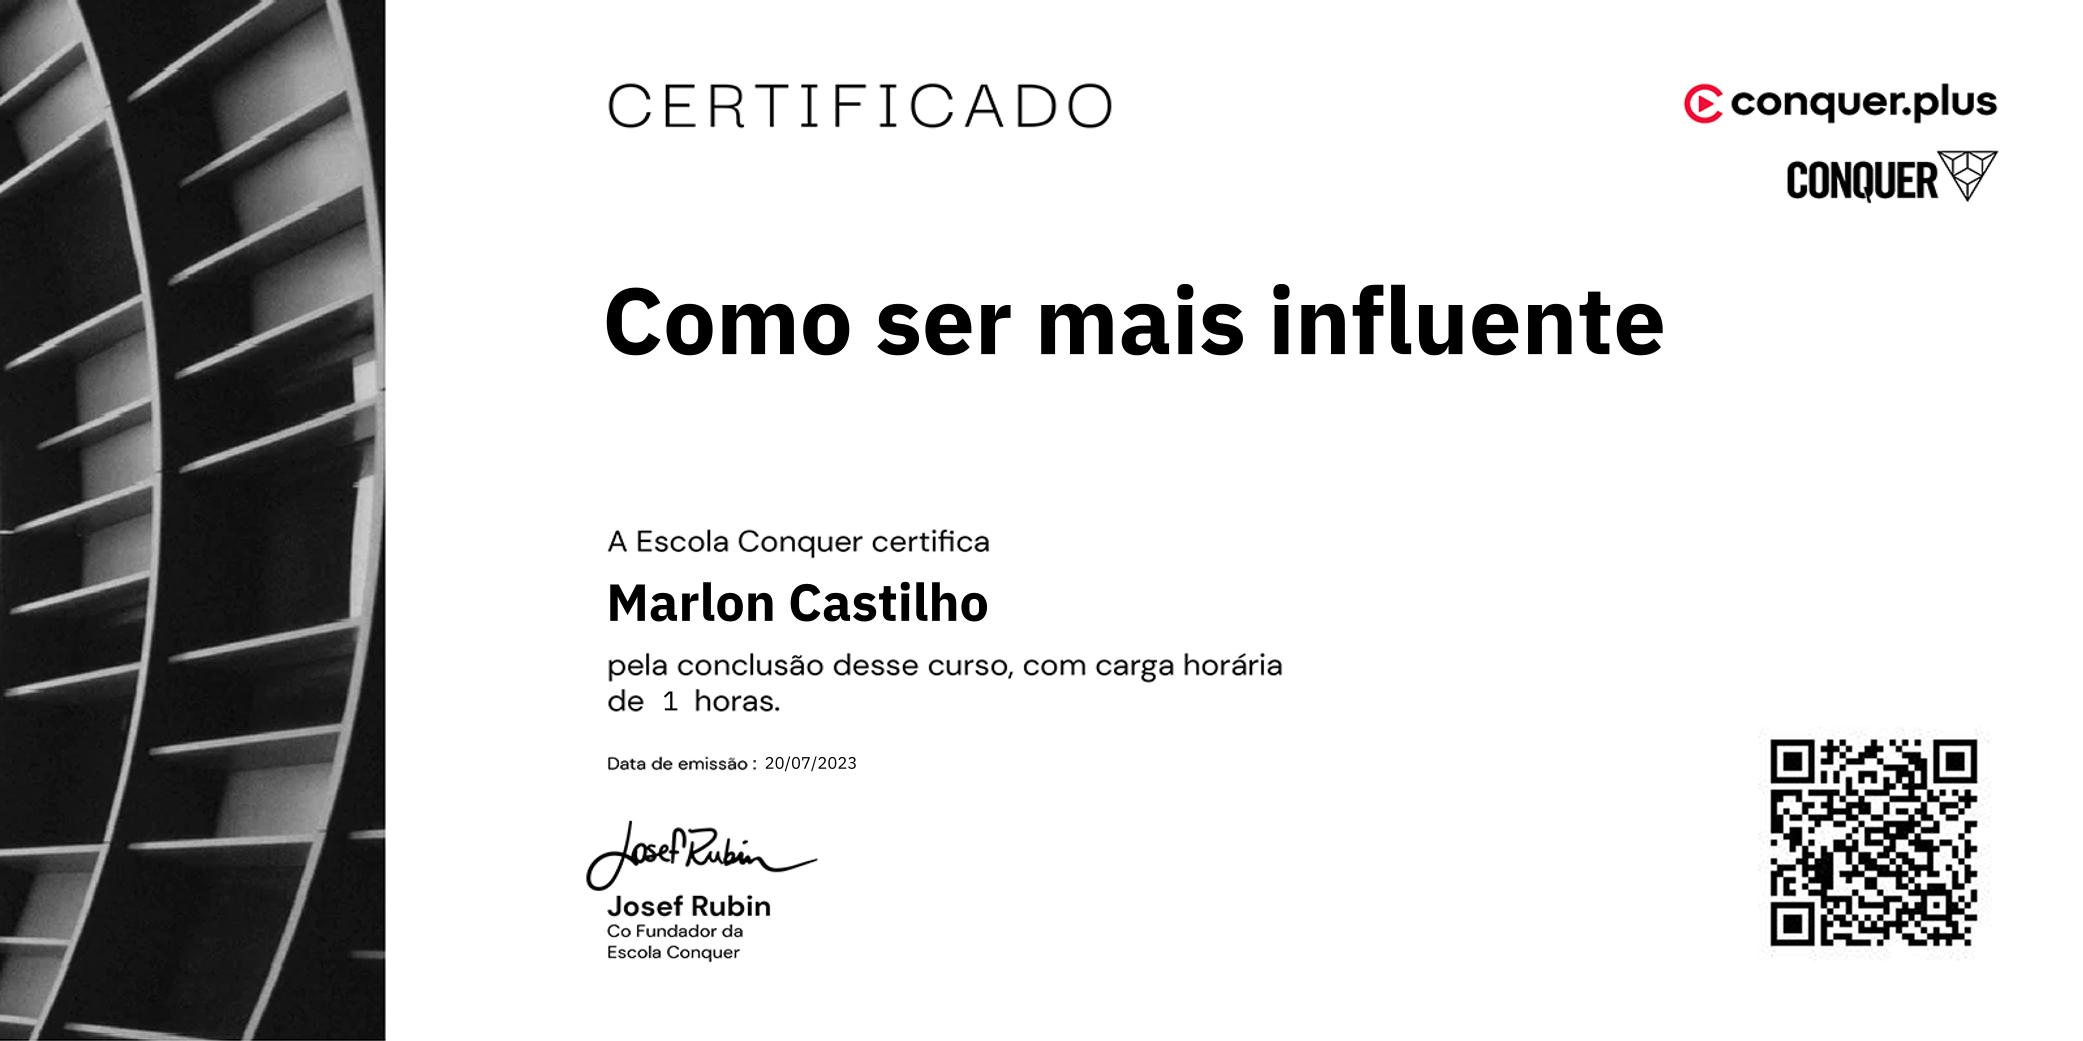 CERTIFICADO
conquer.plus
CONQUER
Como ser mais influente
A Escola Conquer certifica
Marlon Castilho
pela conclusão desse curso, com carga horária
de 1 horas.
Data de emissão : 20/07/2023
Josef Rubin
Josef Rubin
Co Fundador da
Escola Conquer